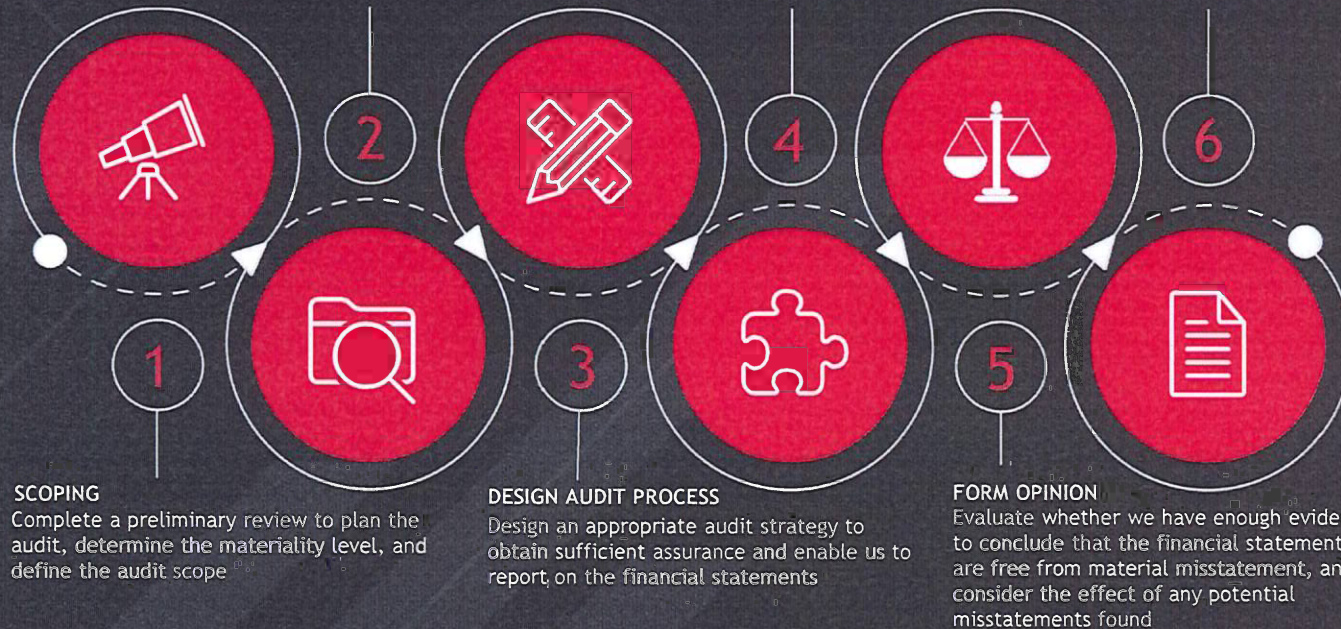 2
4
6
1
3
5
SCOPING
Complete a preliminary review to plan the
audit, determine the materiality level, and
define the audit scope
DESIGN AUDIT PROCESS
Design an appropriate audit strategy to
obtain sufficient assurance and enable us to
report on the financial statements
FORM OPINION
Evaluate whether we have enough evide
to conclude that the financial statement
are free from material misstatement, an
consider the effect of any potential
misstatements found